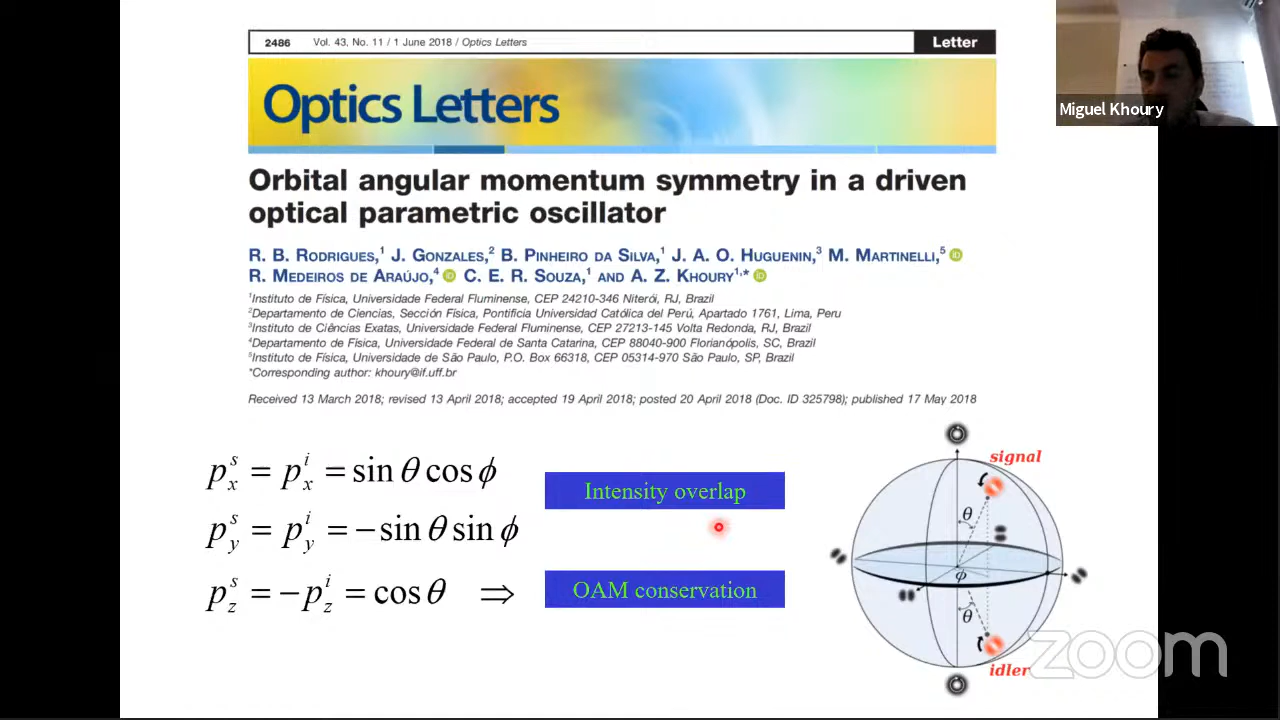 2486 Vol. 43, No. 11 / 1 June 2018 / Optics Letters Letter
Optics Letters
Orbital angular momentum symmetry in a driven
optical parametric oscillator
R. B. Rodrigues,¹ J. Gonzales,² B. Pinheiro da Silva,¹ J. A. O. Huguenin,³ M. Martinelli,⁵ iD
R. Medeiros de Araújo,⁴ iD C. E. R. Souza,¹ and A. Z. Khoury¹,* iD
¹Instituto de Física, Universidade Federal Fluminense, CEP 24210-346 Niterói, RJ, Brazil
²Departamento de Ciencias, Sección Física, Pontificia Universidad Católica del Perú, Apartado 1761, Lima, Peru
³Instituto de Ciências Exatas, Universidade Federal Fluminense, CEP 27213-145 Volta Redonda, RJ, Brazil
⁴Departamento de Física, Universidade Federal de Santa Catarina, CEP 88040-900 Florianópolis, SC, Brazil
⁵Instituto de Física, Universidade de São Paulo, P.O. Box 66318, CEP 05314-970 São Paulo, SP, Brazil
*Corresponding author: khoury@if.uff.br
Received 13 March 2018; revised 13 April 2018; accepted 19 April 2018; posted 20 April 2018 (Doc. ID 325798); published 17 May 2018
p_x^s = p_x^i = sin θ cos ϕ
Intensity overlap
p_y^s = p_y^i = −sin θ sin ϕ
p_z^s = −p_z^i = cos θ ⇒
OAM conservation
signal
θ
ϕ
θ
idler
Miguel Khoury
zoom